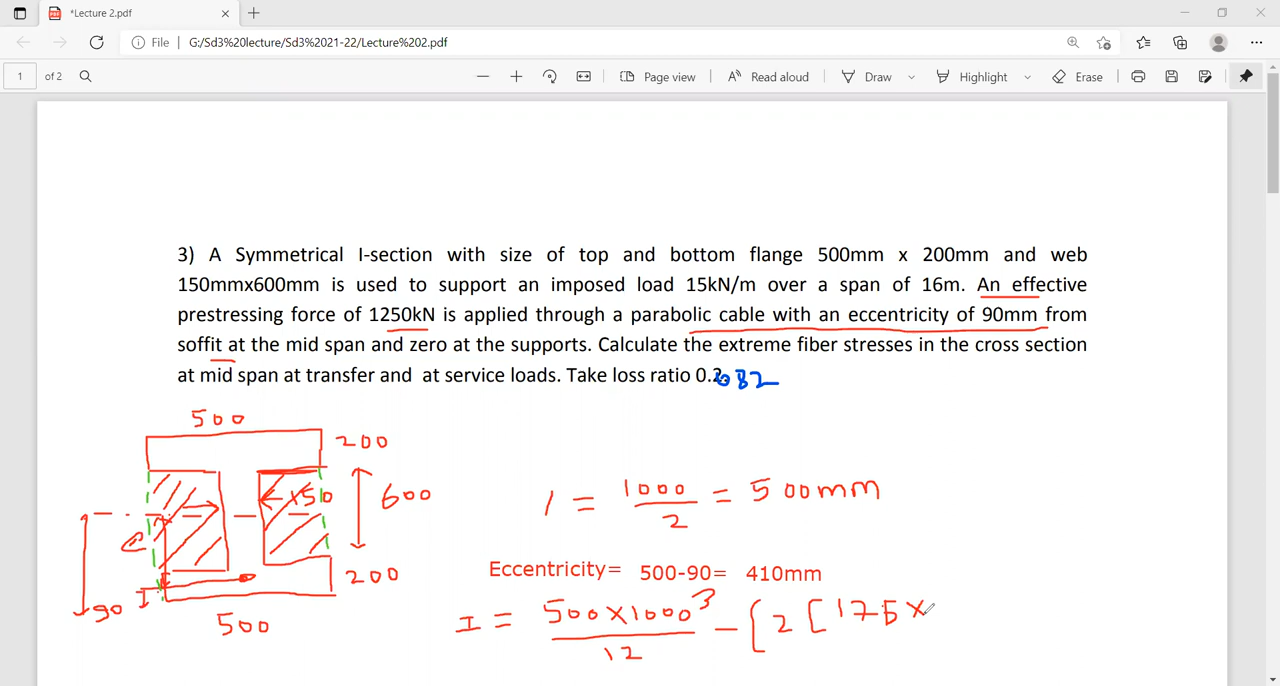 *Lecture 2.pdf
File G:/Sd3%20lecture/Sd3%2021-22/Lecture%202.pdf
1 of 2 Page view Read aloud Draw Highlight Erase
3) A Symmetrical I-section with size of top and bottom flange 500mm x 200mm and web
150mmx600mm is used to support an imposed load 15kN/m over a span of 16m. An effective
prestressing force of 1250kN is applied through a parabolic cable with an eccentricity of 90mm from
soffit at the mid span and zero at the supports. Calculate the extreme fiber stresses in the cross section
at mid span at transfer and at service loads. Take loss ratio 0.2
82
500
200
150
600
e
200
90
500
1000
/ = = 500mm
2
Eccentricity= 500-90= 410mm
I = 500×1000³ - [2[175×
12